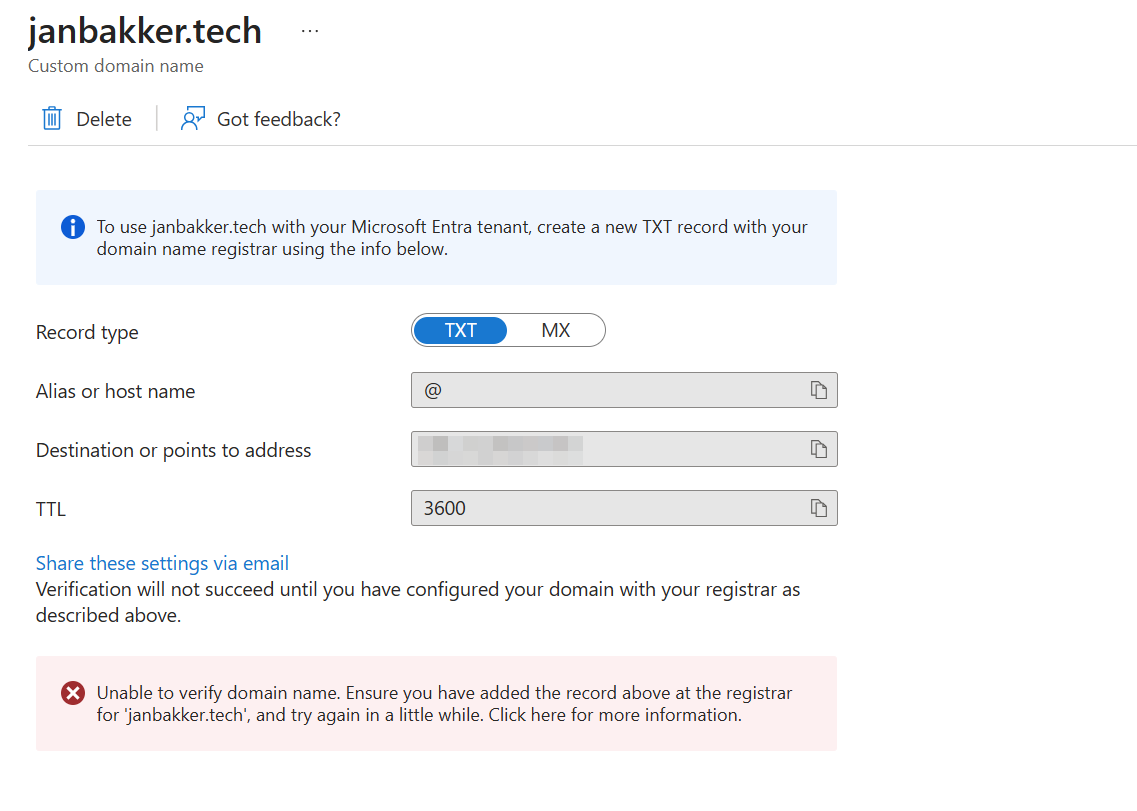 janbakker.tech ...
Custom domain name
Delete
Got feedback?
To use janbakker.tech with your Microsoft Entra tenant, create a new TXT record with your
domain name registrar using the info below.
Record type
TXT
MX
Alias or host name
@
Destination or points to address
TTL
3600
Share these settings via email
Verification will not succeed until you have configured your domain with your registrar as
described above.
Unable to verify domain name. Ensure you have added the record above at the registrar
for 'janbakker.tech', and try again in a little while. Click here for more information.